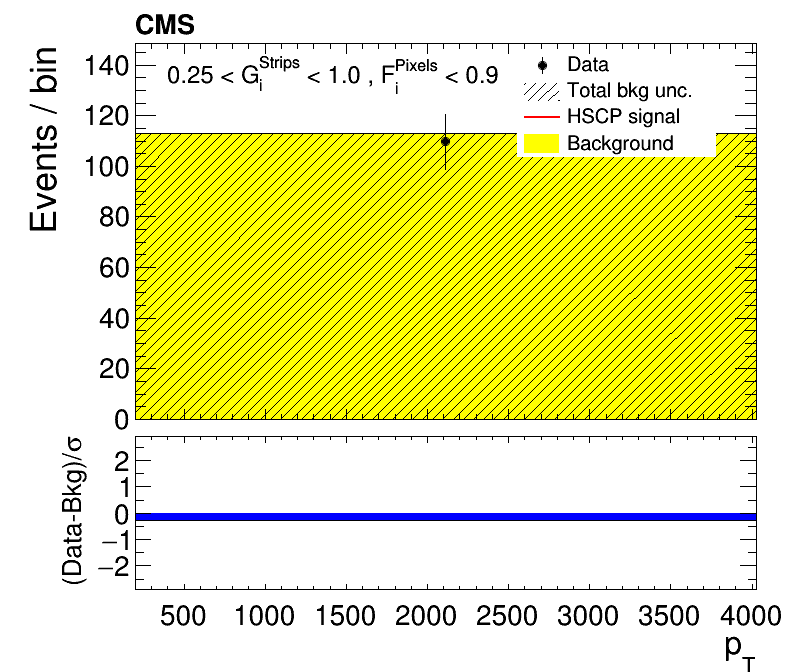 CMS
Events / bin
140
120
100
80
60
40
20
0
0.25 < G_i^Strips < 1.0 , F_i^Pixels < 0.9
Data
Total bkg unc.
HSCP signal
Background
(Data-Bkg)/σ
2
1
0
−1
−2
500 1000 1500 2000 2500 3000 3500 4000
p_T